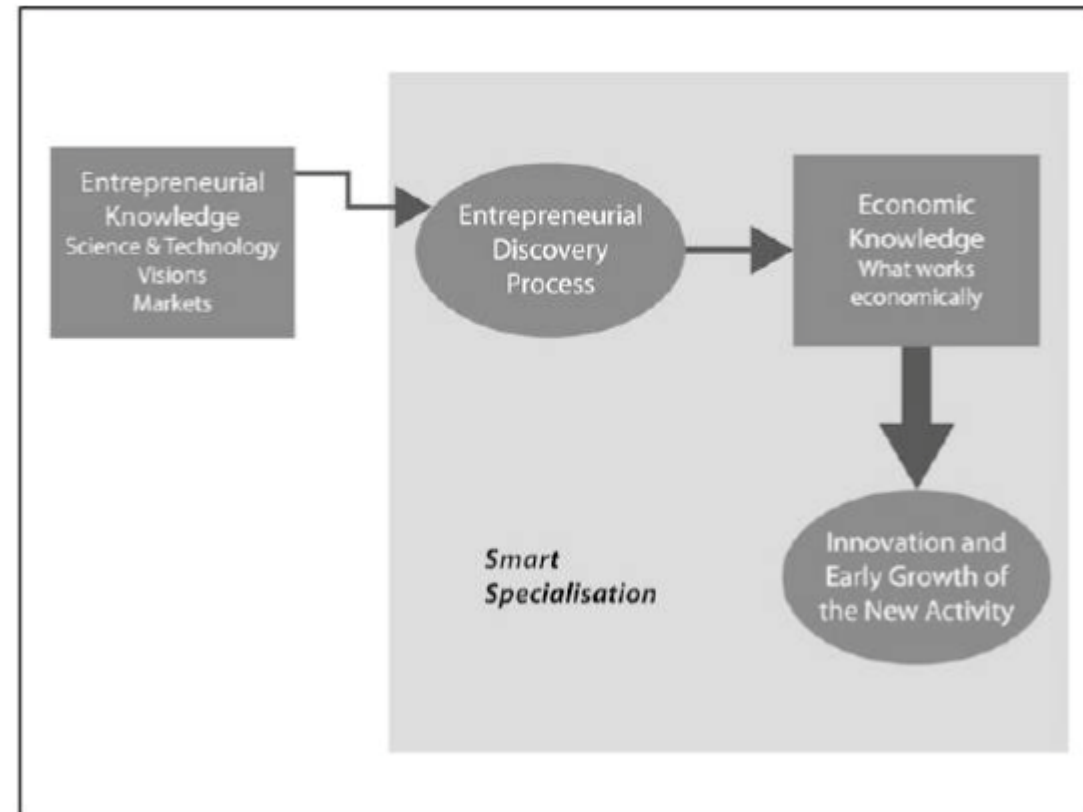 Entrepreneurial
Knowledge
Science & Technology
Visions
Markets
Entrepreneurial
Discovery
Process
Economic
Knowledge
What works
economically
Innovation and
Early Growth of
the New Activity
Smart
Specialisation